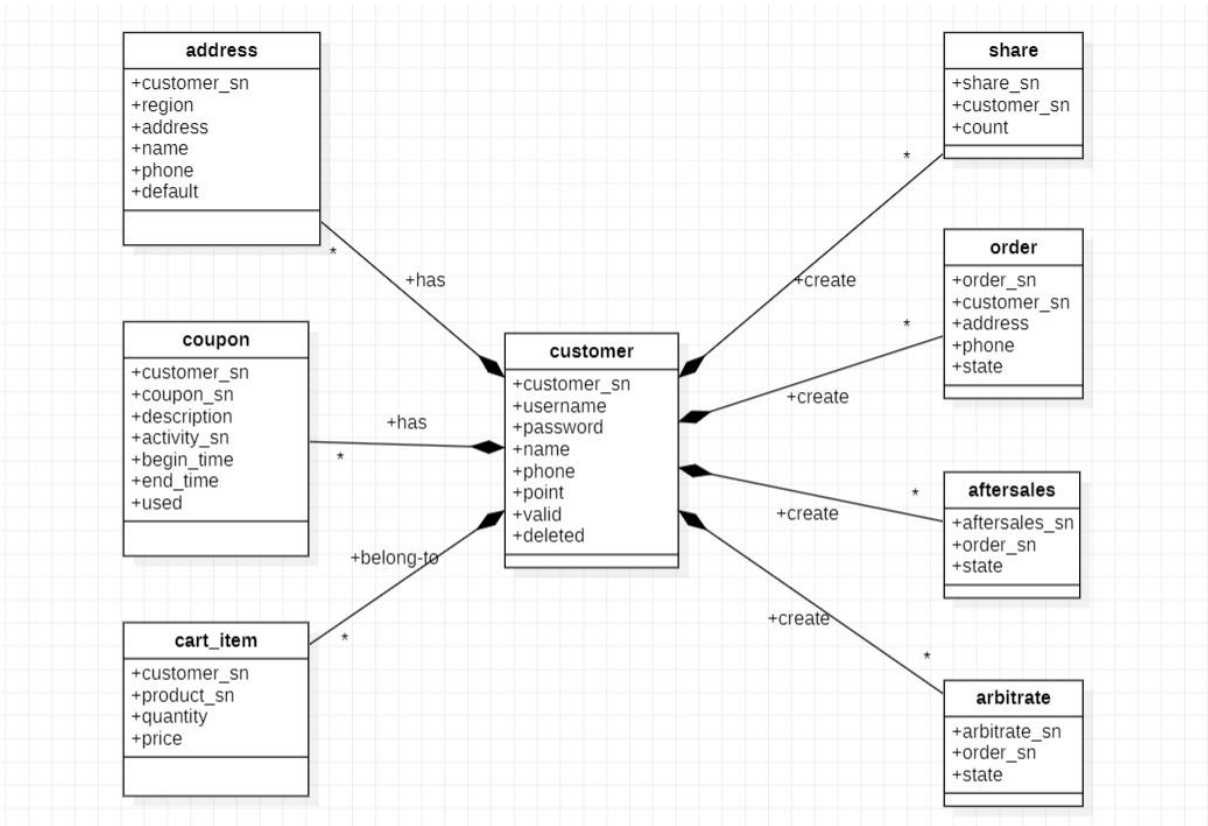 address
+customer_sn
+region
+address
+name
+phone
+default
*
+has
coupon
+customer_sn
+coupon_sn
+description
+activity_sn
+begin_time
+end_time
+used
+has
*
cart_item
+customer_sn
+product_sn
+quantity
+price
+belong-to
*
customer
+customer_sn
+username
+password
+name
+phone
+point
+valid
+deleted
share
+share_sn
+customer_sn
+count
*
+create
order
+order_sn
+customer_sn
+address
+phone
+state
*
+create
aftersales
+aftersales_sn
+order_sn
+state
*
+create
arbitrate
+arbitrate_sn
+order_sn
+state
+create
*